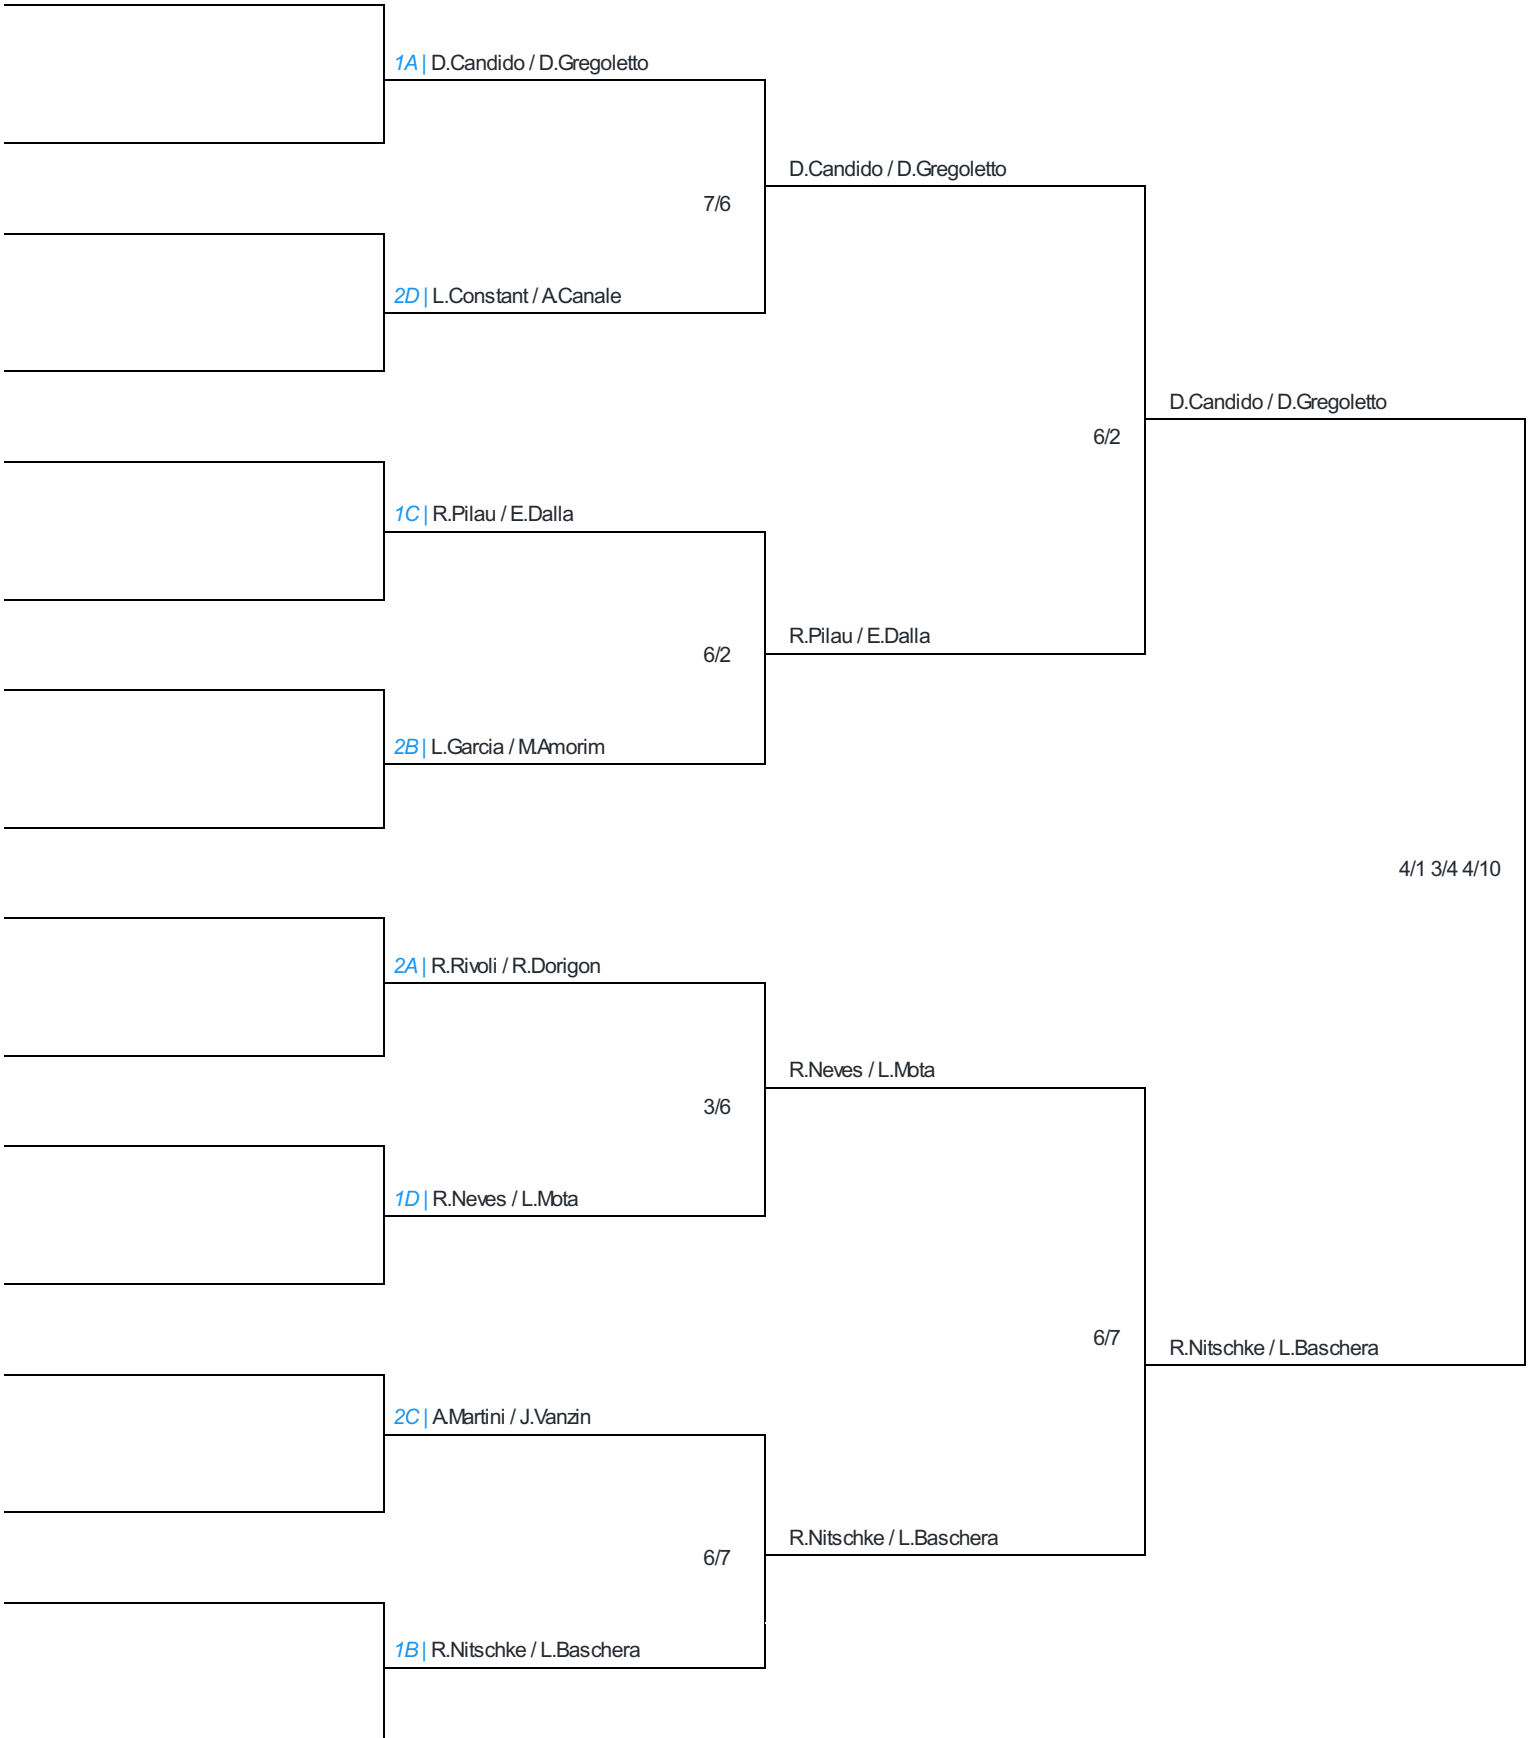 1A | D.Candido / D.Gregoletto
D.Candido / D.Gregoletto
7/6
2D | L.Constant / A.Canale
D.Candido / D.Gregoletto
6/2
1C | R.Pilau / E.Dalla
R.Pilau / E.Dalla
6/2
2B | L.Garcia / M.Amorim
4/1 3/4 4/10
2A | R.Rivoli / R.Dorigon
R.Neves / L.Mota
3/6
1D | R.Neves / L.Mota
6/7
R.Nitschke / L.Baschera
2C | A.Martini / J.Vanzin
R.Nitschke / L.Baschera
6/7
1B | R.Nitschke / L.Baschera